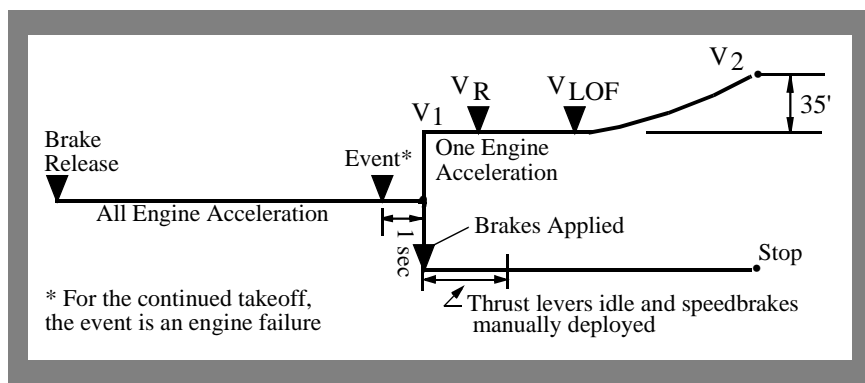 V2
VR
VLOF
35'
V1
Brake
Release
Event*
One Engine
Acceleration
All Engine Acceleration
1 sec
Brakes Applied
Stop
* For the continued takeoff,
the event is an engine failure
Thrust levers idle and speedbrakes
manually deployed